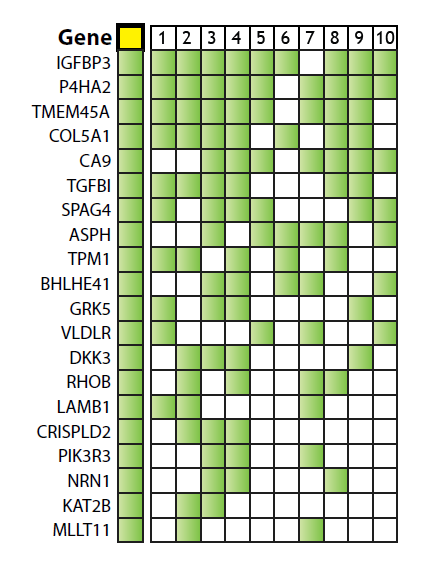 Gene 1 2 3 4 5 6 7 8 9 10
IGFBP3
P4HA2
TMEM45A
COL5A1
CA9
TGFBI
SPAG4
ASPH
TPM1
BHLHE41
GRK5
VLDLR
DKK3
RHOB
LAMB1
CRISPLD2
PIK3R3
NRN1
KAT2B
MLLT11